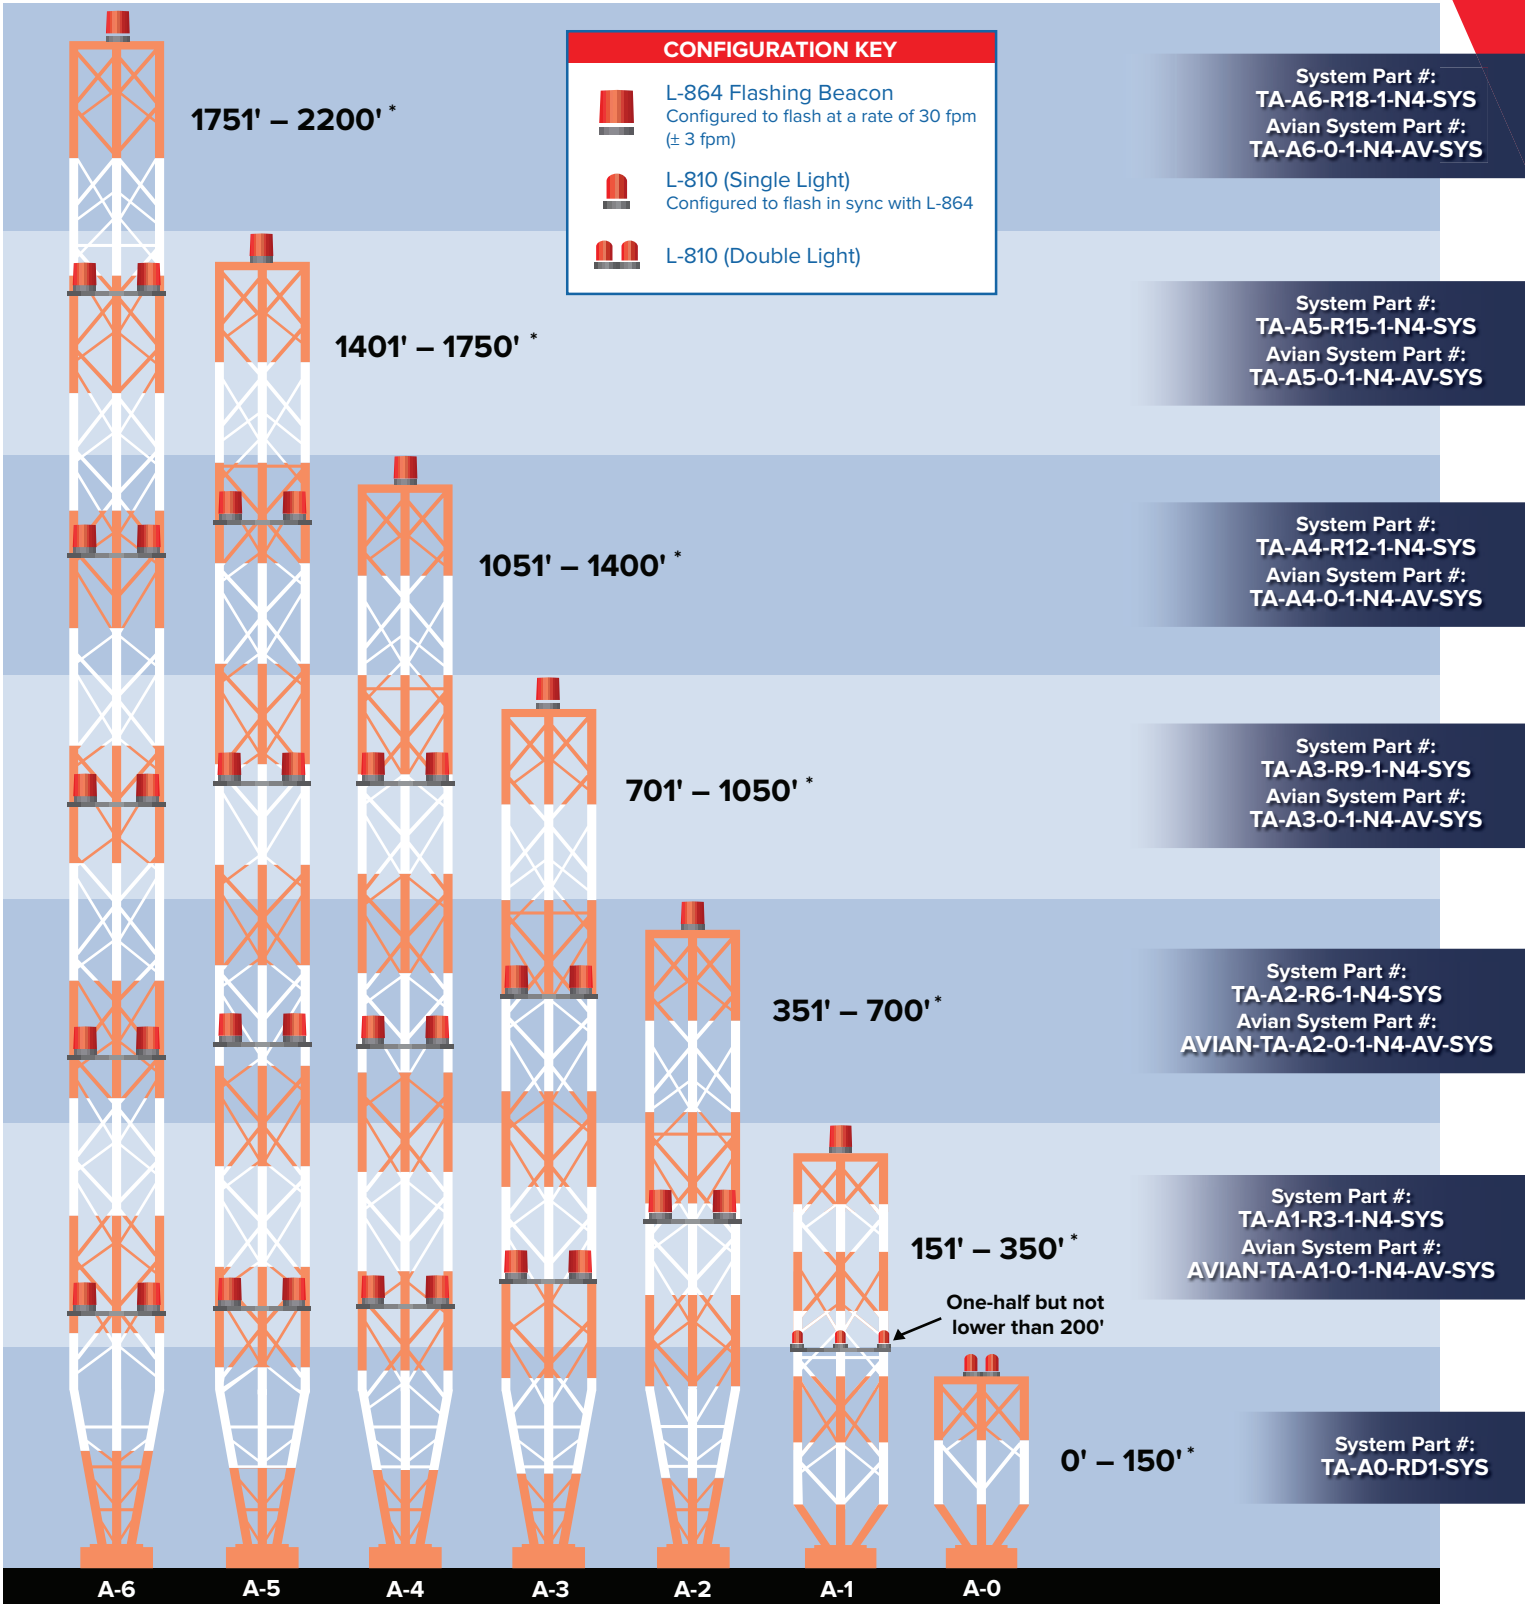 CONFIGURATION KEY
L-864 Flashing Beacon
Configured to flash at a rate of 30 fpm
(± 3 fpm)
L-810 (Single Light)
Configured to flash in sync with L-864
L-810 (Double Light)
1751' – 2200' *
System Part #:
TA-A6-R18-1-N4-SYS
Avian System Part #:
TA-A6-0-1-N4-AV-SYS
1401' – 1750' *
System Part #:
TA-A5-R15-1-N4-SYS
Avian System Part #:
TA-A5-0-1-N4-AV-SYS
1051' – 1400' *
System Part #:
TA-A4-R12-1-N4-SYS
Avian System Part #:
TA-A4-0-1-N4-AV-SYS
701' – 1050' *
System Part #:
TA-A3-R9-1-N4-SYS
Avian System Part #:
TA-A3-0-1-N4-AV-SYS
351' – 700' *
System Part #:
TA-A2-R6-1-N4-SYS
Avian System Part #:
AVIAN-TA-A2-0-1-N4-AV-SYS
151' – 350' *
System Part #:
TA-A1-R3-1-N4-SYS
Avian System Part #:
AVIAN-TA-A1-0-1-N4-AV-SYS
One-half but not
lower than 200'
0' – 150' *
System Part #:
TA-A0-RD1-SYS
A-6 A-5 A-4 A-3 A-2 A-1 A-0